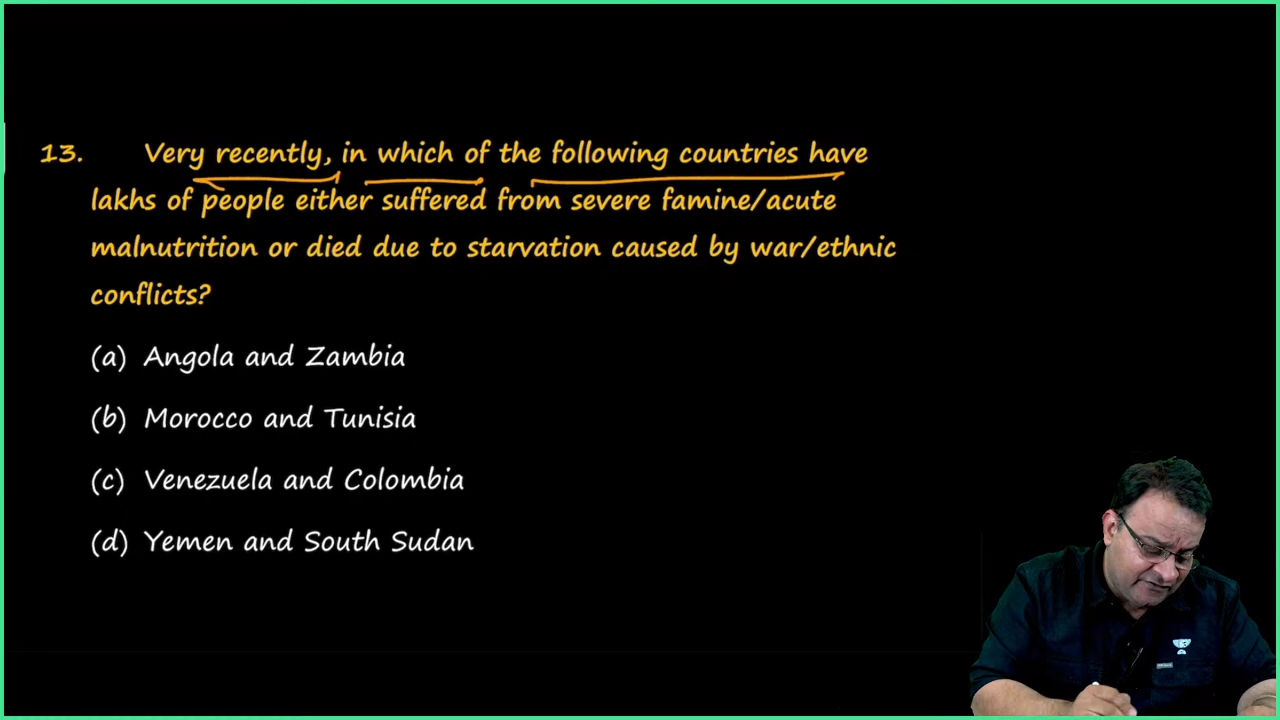 13. Very recently, in which of the following countries have
lakhs of people either suffered from severe famine/acute
malnutrition or died due to starvation caused by war/ethnic
conflicts?
(a) Angola and Zambia
(b) Morocco and Tunisia
(c) Venezuela and Colombia
(d) Yemen and South Sudan